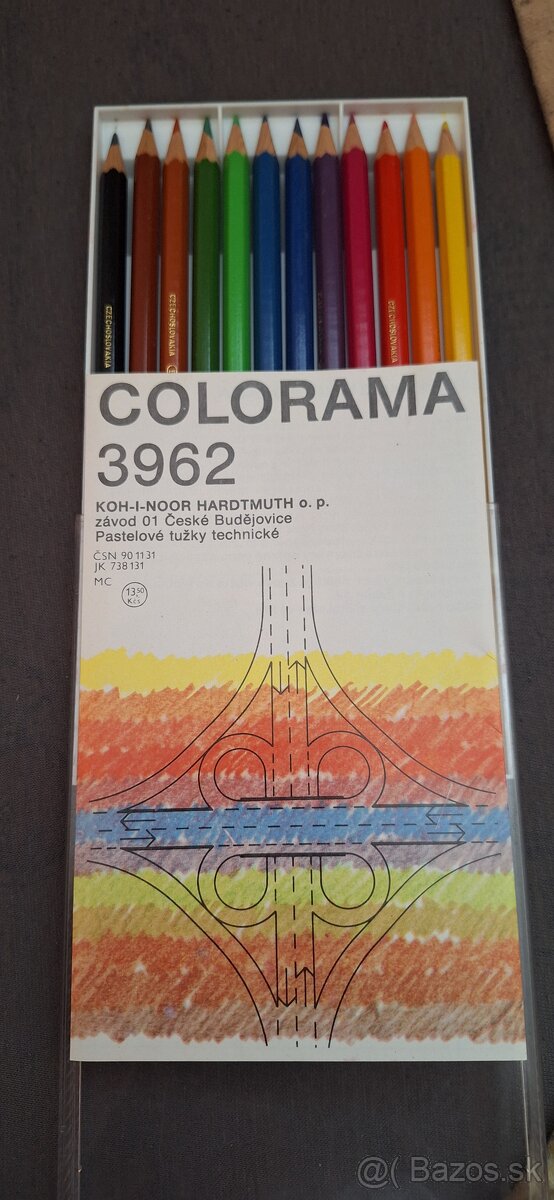 CZECHOSLOVAKIA
CZECHOSLOVAKIA
CZECHOSLOVAKIA
COLORAMA
3962
KOH-I-NOOR HARDTMUTH o. p.
závod 01 České Budějovice
Pastelové tužky technické
ČSN 90 1131
JK 738 131
MC
13,50
Kčs
@( Bazos.sk